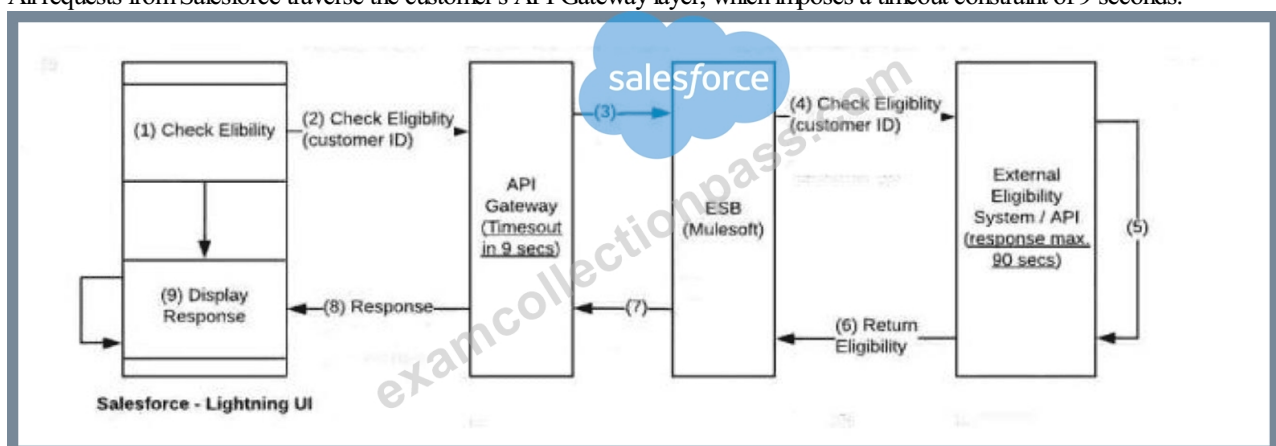 All requests from Salesforce traverse the customer's API Gateway layer, which imposes a timeout constraint of 9 seconds.
salesforce
(1) Check Elibility
(2) Check Eligiblity
(customer ID)
(3)
(4) Check Eligiblity
(customer ID)
API
Gateway
(Timesout
in 9 secs)
ESB
(Mulesoft)
External
Eligibility
System / API
(response max.
90 secs)
(5)
(9) Display
Response
(8) Response
(7)
(6) Return
Eligibility
Salesforce - Lightning UI
examcollectionpass.com